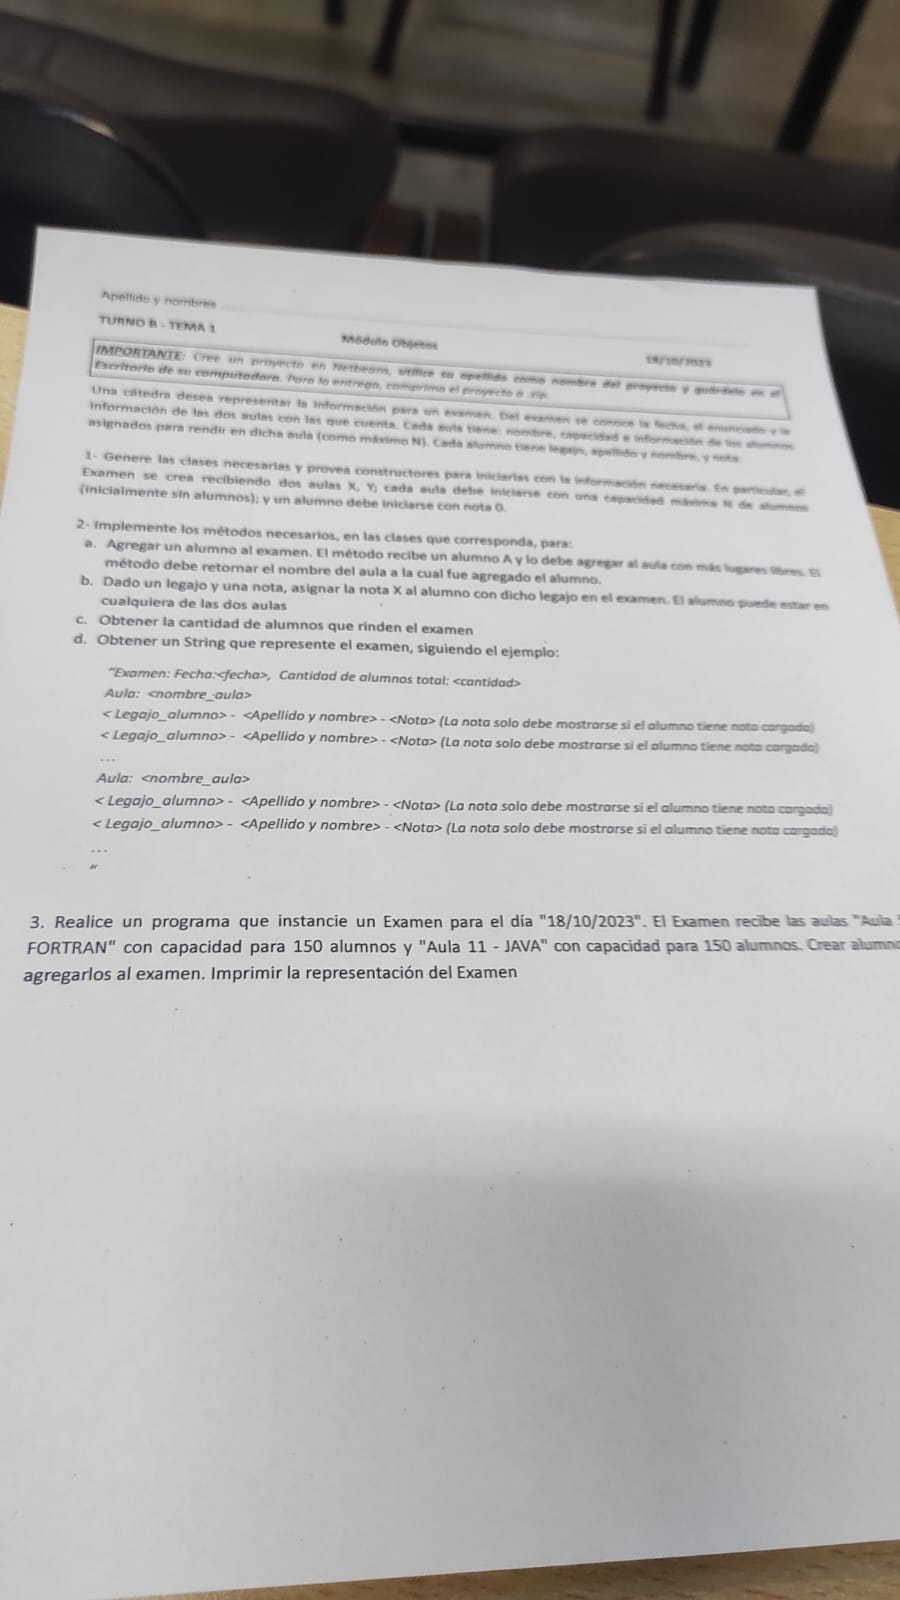 Apellido y nombres
TURNO B - TEMA 1
Módulo Objetos
18/10/2023
IMPORTANTE: Cree un proyecto en Netbeans, utilice su apellido como nombre del proyecto y guárdelo en el
Escritorio de su computadora. Para la entrega, comprima el proyecto a .zip.
Una cátedra desea representar la información para un examen. Del examen se conoce la fecha, el enunciado y la
información de las dos aulas con las que cuenta. Cada aula tiene: nombre, capacidad e información de los alumnos
asignados para rendir en dicha aula (como máximo N). Cada alumno tiene legajo, apellido y nombre, y nota.
1- Genere las clases necesarias y provea constructores para iniciarlas con la información necesaria. En particular, el
Examen se crea recibiendo dos aulas X, Y; cada aula debe iniciarse con una capacidad máxima N de alumnos
(inicialmente sin alumnos); y un alumno debe iniciarse con nota 0.
2- Implemente los métodos necesarios, en las clases que corresponda, para:
a. Agregar un alumno al examen. El método recibe un alumno A y lo debe agregar al aula con más lugares libres. El
método debe retornar el nombre del aula a la cual fue agregado el alumno.
b. Dado un legajo y una nota, asignar la nota X al alumno con dicho legajo en el examen. El alumno puede estar en
cualquiera de las dos aulas
c. Obtener la cantidad de alumnos que rinden el examen
d. Obtener un String que represente el examen, siguiendo el ejemplo:
"Examen: Fecha:<fecha>, Cantidad de alumnos total: <cantidad>
Aula: <nombre_aula>
< Legajo_alumno> - <Apellido y nombre> - <Nota> (La nota solo debe mostrarse si el alumno tiene nota cargada)
< Legajo_alumno> - <Apellido y nombre> - <Nota> (La nota solo debe mostrarse si el alumno tiene nota cargada)
...
Aula: <nombre_aula>
< Legajo_alumno> - <Apellido y nombre> - <Nota> (La nota solo debe mostrarse si el alumno tiene nota cargada)
< Legajo_alumno> - <Apellido y nombre> - <Nota> (La nota solo debe mostrarse si el alumno tiene nota cargada)
...
"
3. Realice un programa que instancie un Examen para el día "18/10/2023". El Examen recibe las aulas "Aula
FORTRAN" con capacidad para 150 alumnos y "Aula 11 - JAVA" con capacidad para 150 alumnos. Crear
agregarlos al examen. Imprimir la representación del Examen